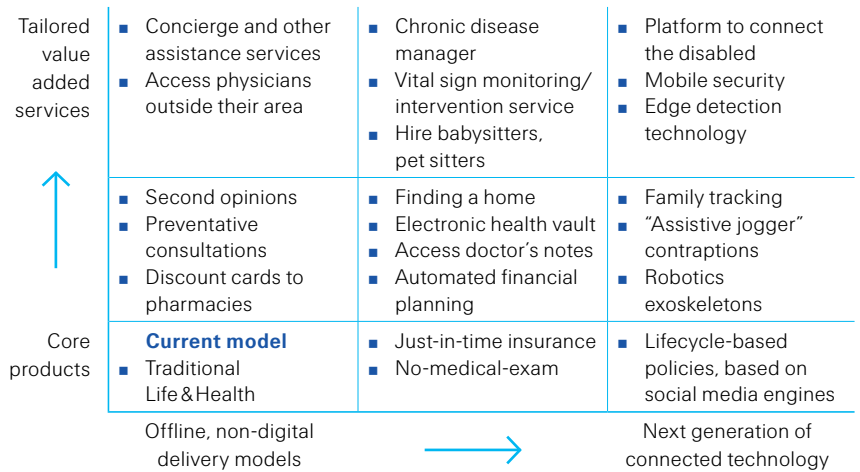 Tailored
value
added
services
■ Concierge and other
assistance services
■ Access physicians
outside their area
■ Chronic disease
manager
■ Vital sign monitoring/
intervention service
■ Hire babysitters,
pet sitters
■ Platform to connect
the disabled
■ Mobile security
■ Edge detection
technology
■ Second opinions
■ Preventative
consultations
■ Discount cards to
pharmacies
■ Finding a home
■ Electronic health vault
■ Access doctor’s notes
■ Automated financial
planning
■ Family tracking
■ “Assistive jogger”
contraptions
■ Robotics
exoskeletons
Core
products
Current model
■ Traditional
Life & Health
■ Just-in-time insurance
■ No-medical-exam
■ Lifecycle-based
policies, based on
social media engines
Offline, non-digital
delivery models
Next generation of
connected technology